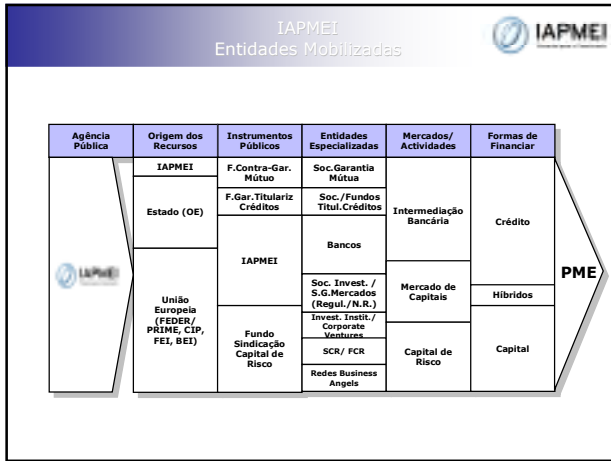 IAPMEI
Entidades Mobilizadas
IAPMEI
Agência
Pública
Origem dos
Recursos
Instrumentos
Públicos
Entidades
Especializadas
Mercados/
Actividades
Formas de
Financiar
IAPMEI
IAPMEI
Estado (OE)
União
Europeia
(FEDER/
PRIME, CIP,
FEI, BEI)
F.Contra-Gar.
Mútuo
F.Gar.Titulariz
Créditos
IAPMEI
Fundo
Sindicação
Capital de
Risco
Soc.Garantia
Mútua
Soc./Fundos
Titul.Créditos
Bancos
Soc. Invest. /
S.G.Mercados
(Regul./N.R.)
Invest. Instit./
Corporate
Ventures
SCR/ FCR
Redes Business
Angels
Intermediação
Bancária
Mercado de
Capitais
Capital de
Risco
Crédito
Híbridos
Capital
PME